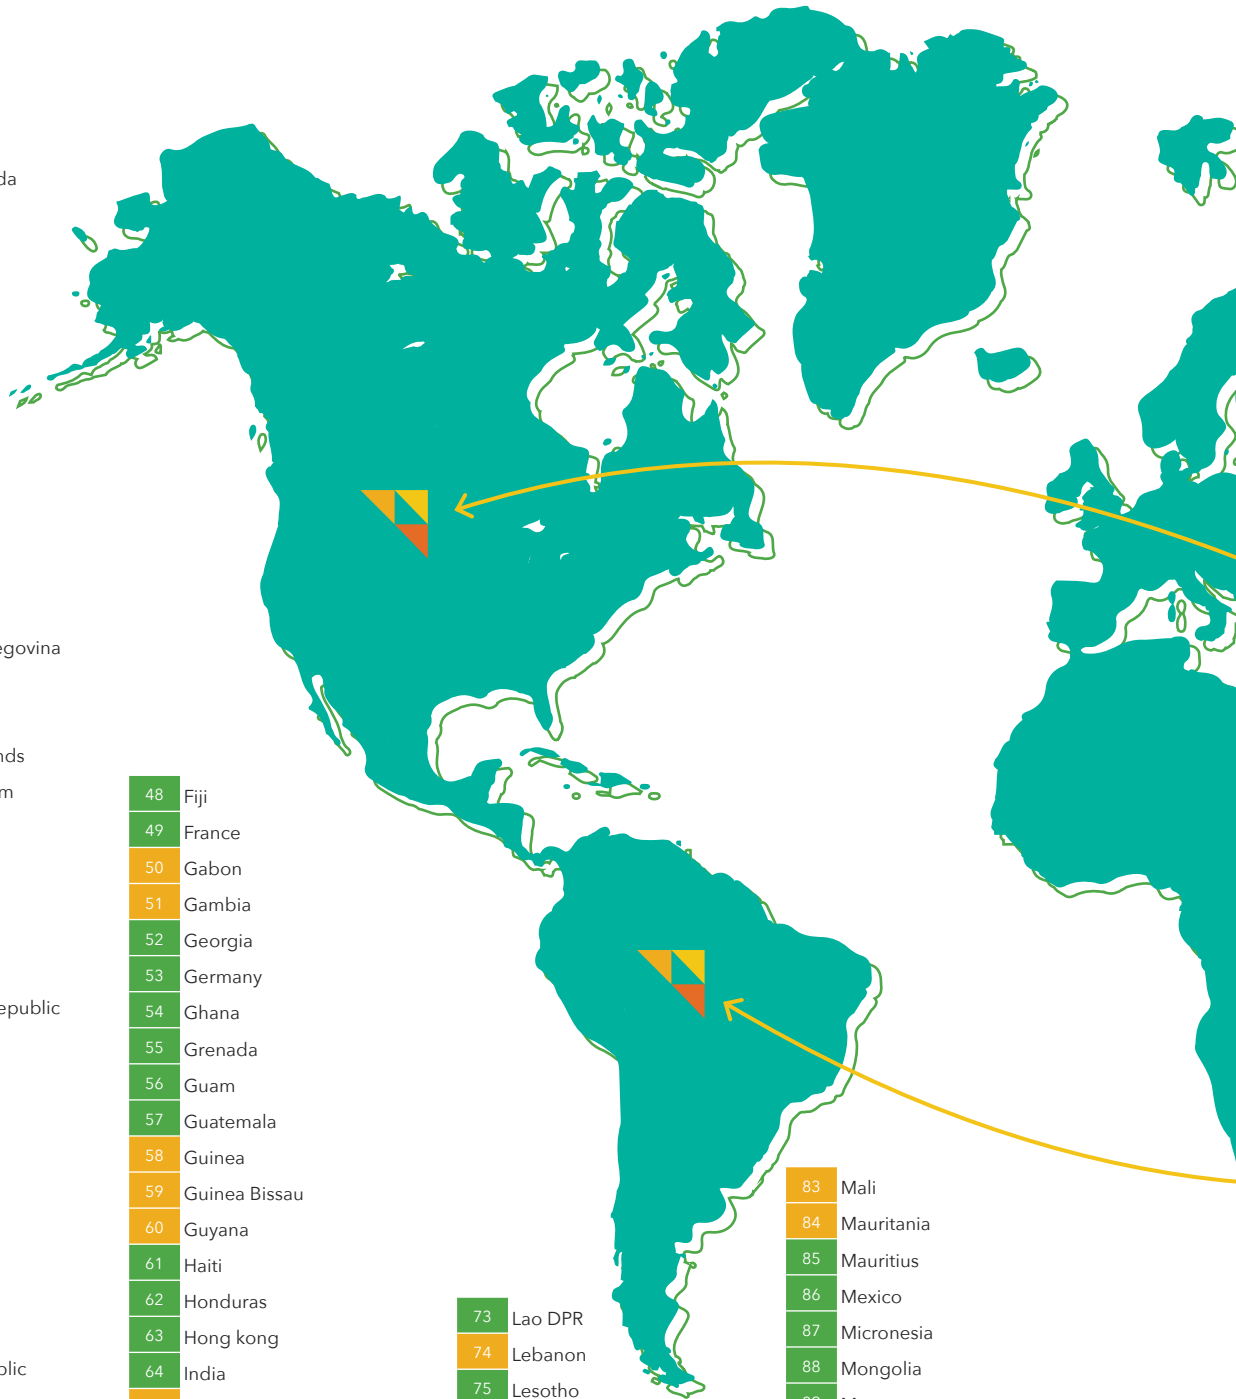 da
egovina
nds
m
epublic
blic
48 Fiji
49 France
50 Gabon
51 Gambia
52 Georgia
53 Germany
54 Ghana
55 Grenada
56 Guam
57 Guatemala
58 Guinea
59 Guinea Bissau
60 Guyana
61 Haiti
62 Honduras
63 Hong kong
64 India
73 Lao DPR
74 Lebanon
75 Lesotho
83 Mali
84 Mauritania
85 Mauritius
86 Mexico
87 Micronesia
88 Mongolia